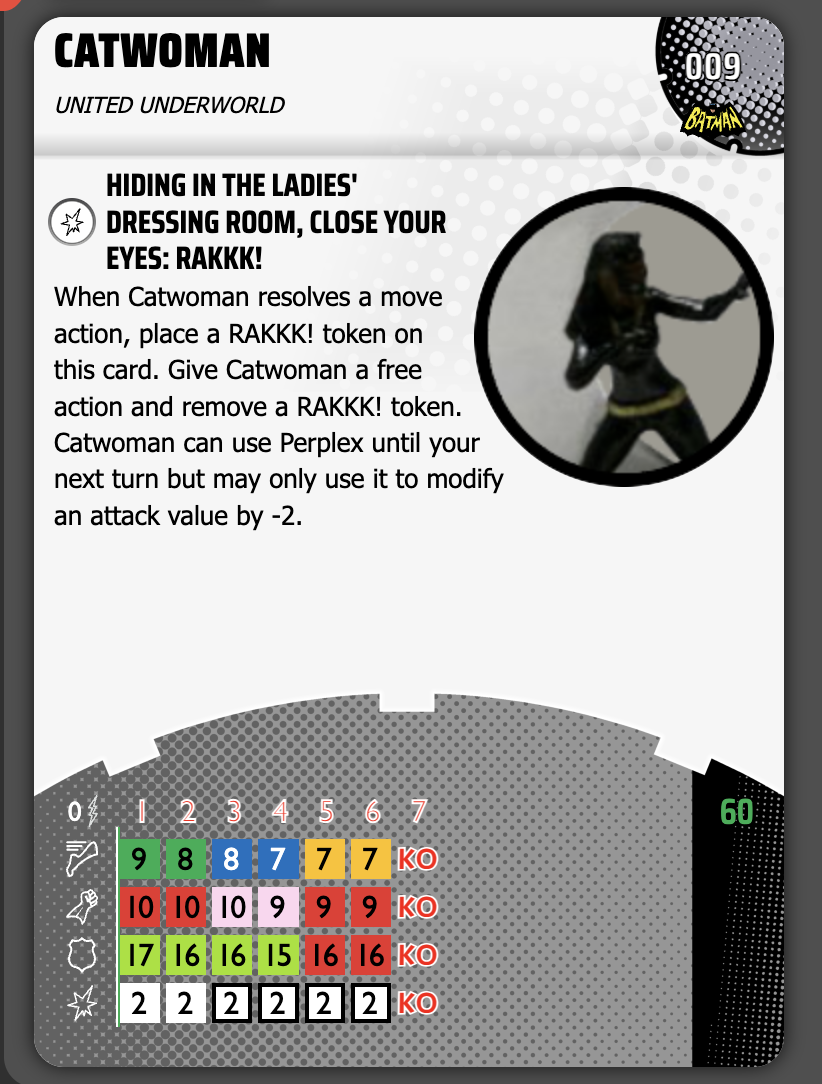 CATWOMAN
009
BATMAN
UNITED UNDERWORLD
HIDING IN THE LADIES'
DRESSING ROOM, CLOSE YOUR
EYES: RAKKK!
When Catwoman resolves a move
action, place a RAKKK! token on
this card. Give Catwoman a free
action and remove a RAKKK! token.
Catwoman can use Perplex until your
next turn but may only use it to modify
an attack value by -2.
0 1 2 3 4 5 6 7 60
9 8 8 7 7 7 KO
10 10 10 9 9 9 KO
17 16 16 15 16 16 KO
2 2 2 2 2 2 KO